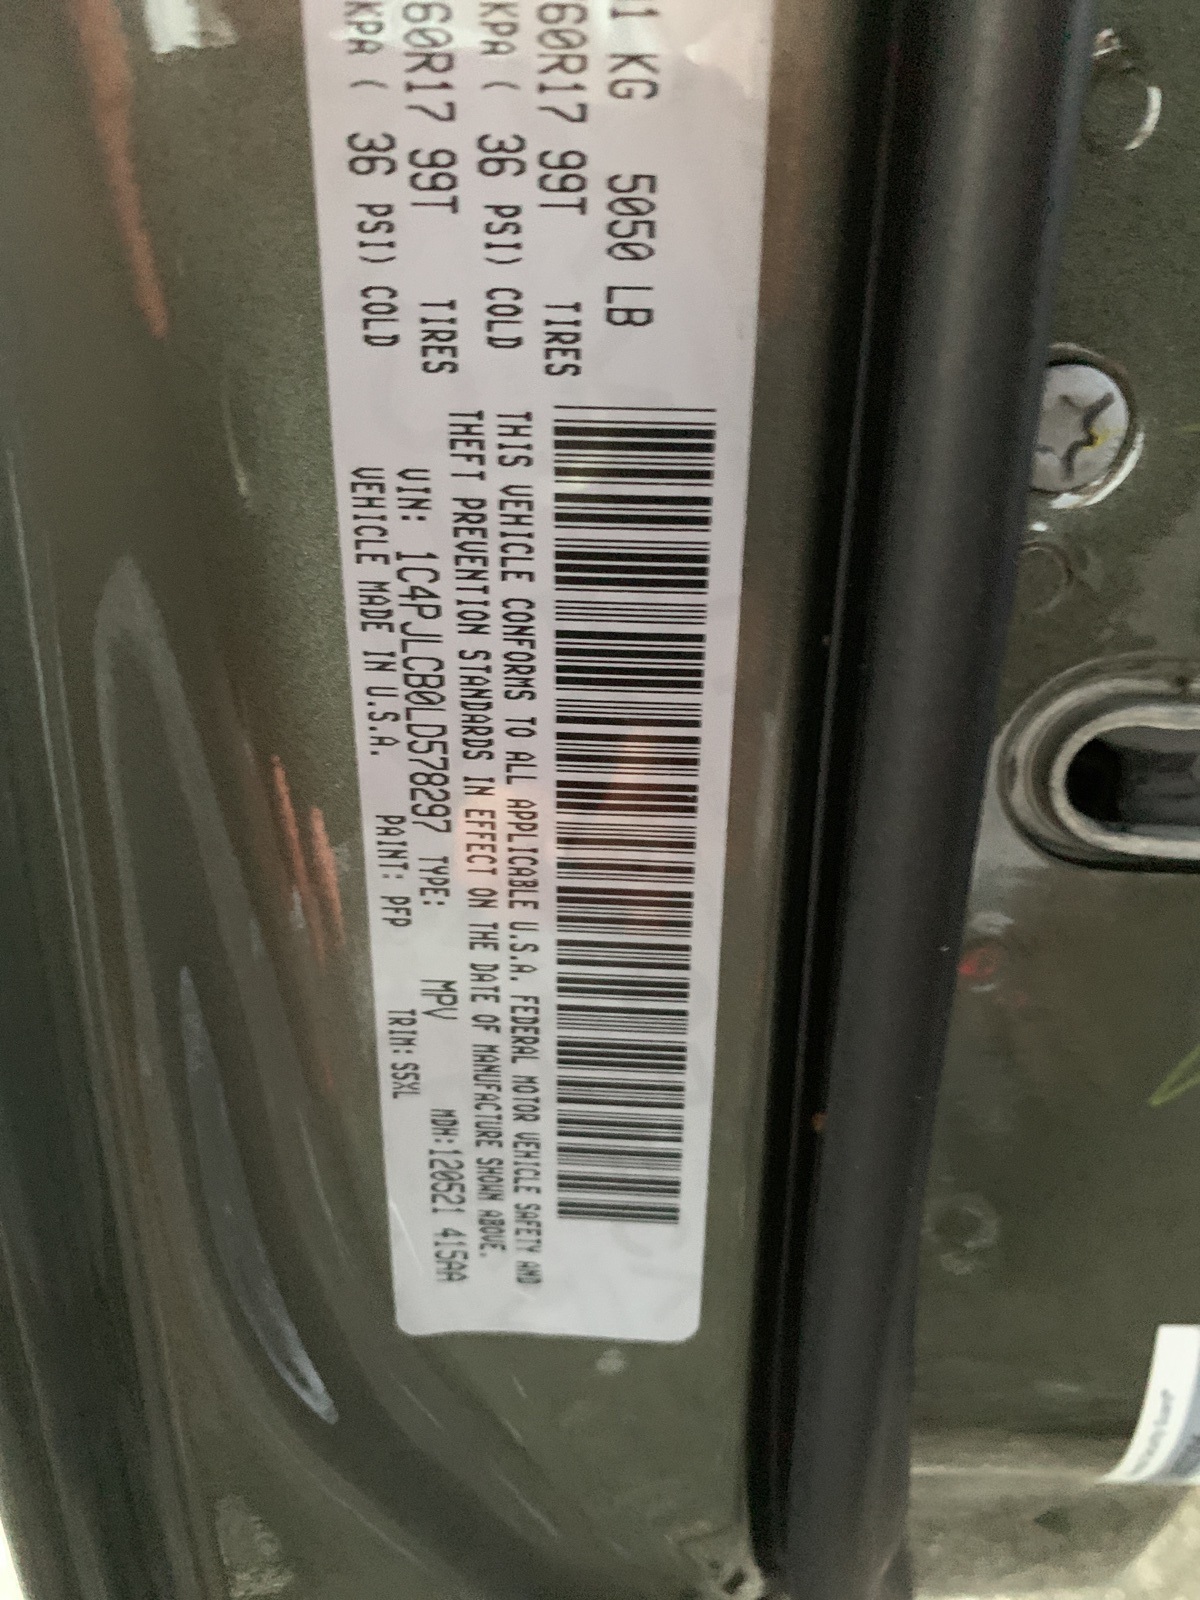 1 KG 5050 LB
60R17 99T TIRES
KPA ( 36 PSI) COLD
60R17 99T TIRES
KPA ( 36 PSI) COLD
THIS VEHICLE CONFORMS TO ALL APPLICABLE U.S.A. FEDERAL MOTOR VEHICLE SAFETY AND
THEFT PREVENTION STANDARDS IN EFFECT ON THE DATE OF MANUFACTURE SHOWN ABOVE.
VIN: 1C4PJLCB0LD578297 TYPE: MPV MDH:120521 415AA
VEHICLE MADE IN U.S.A. PAINT: PFP TRIM: S5XL